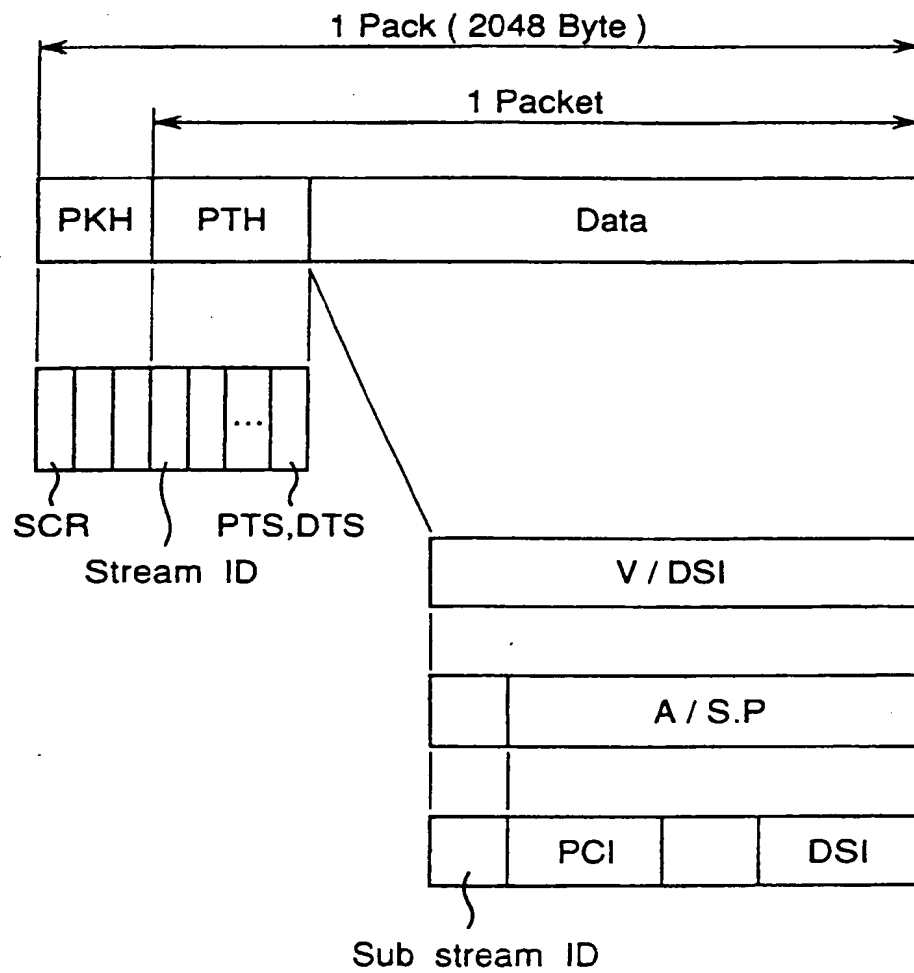 1 Pack ( 2048 Byte )
1 Packet
PKH PTH Data
...
SCR PTS,DTS
Stream ID
V / DSI
A / S.P
PCI DSI
Sub stream ID